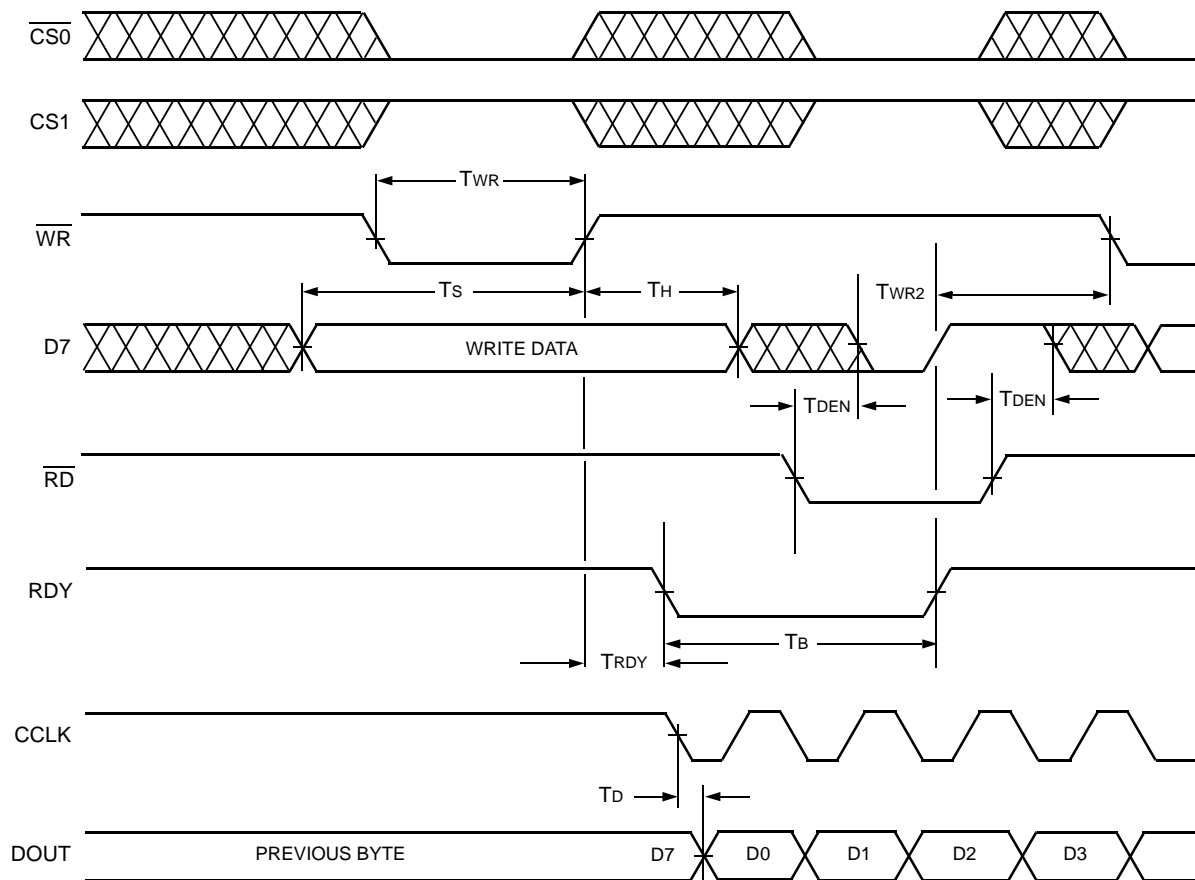 CS0
CS1
TWR
WR
TS
TH
TWR2
D7
WRITE DATA
TDEN
TDEN
RD
RDY
TB
TRDY
CCLK
TD
DOUT
PREVIOUS BYTE
D7
D0
D1
D2
D3